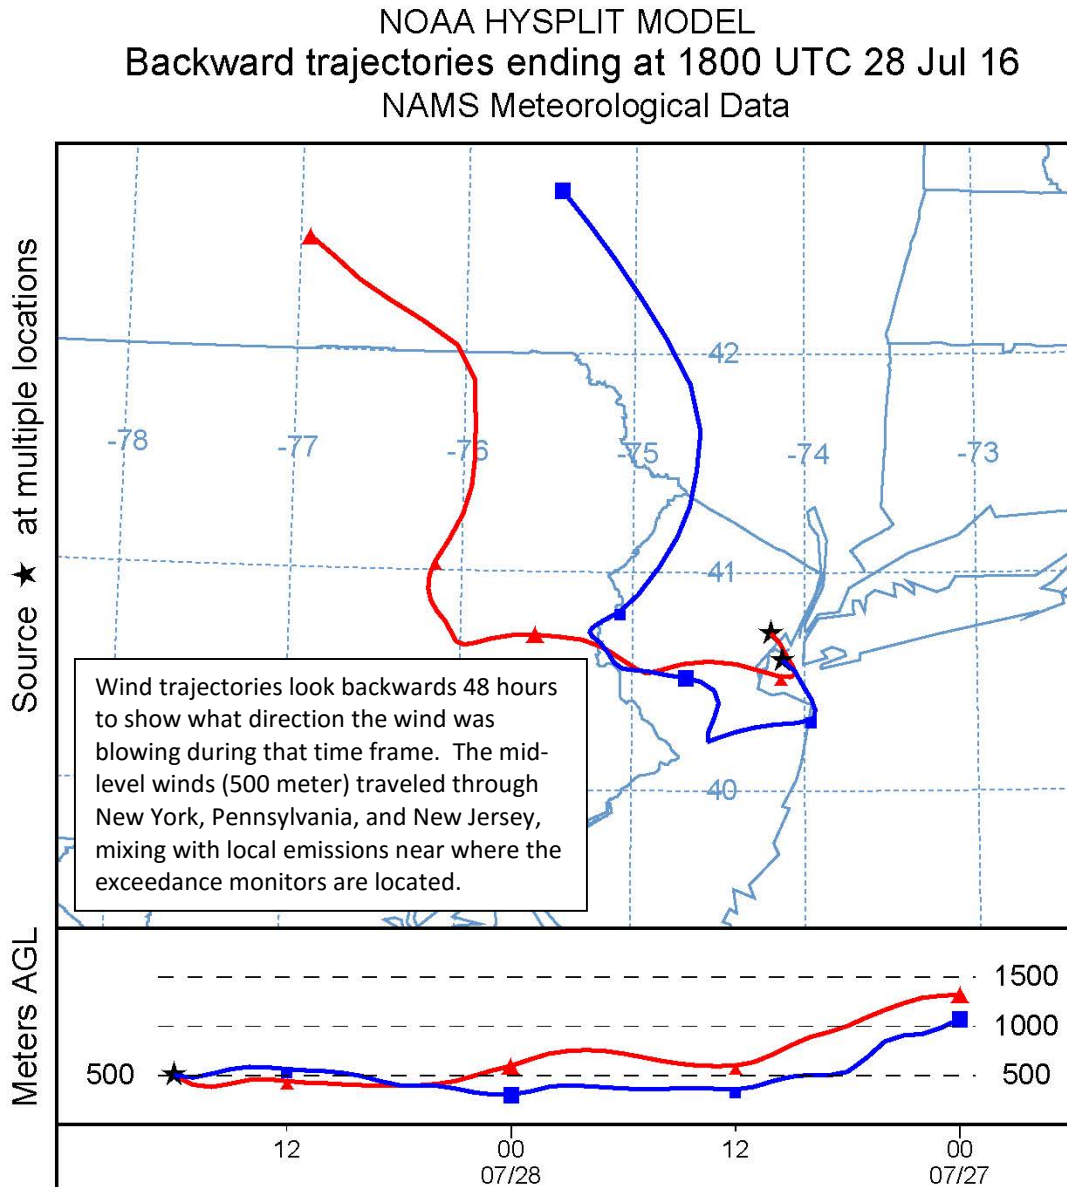 NOAA HYSPLIT MODEL
Backward trajectories ending at 1800 UTC 28 Jul 16
NAMS Meteorological Data
Source ★ at multiple locations
42
-78
-77
-76
-75
-74
-73
41
40
Wind trajectories look backwards 48 hours
to show what direction the wind was
blowing during that time frame.  The mid-
level winds (500 meter) traveled through
New York, Pennsylvania, and New Jersey,
mixing with local emissions near where the
exceedance monitors are located.
Meters AGL
1500
1000
500
500
12
00
12
00
07/28
07/27